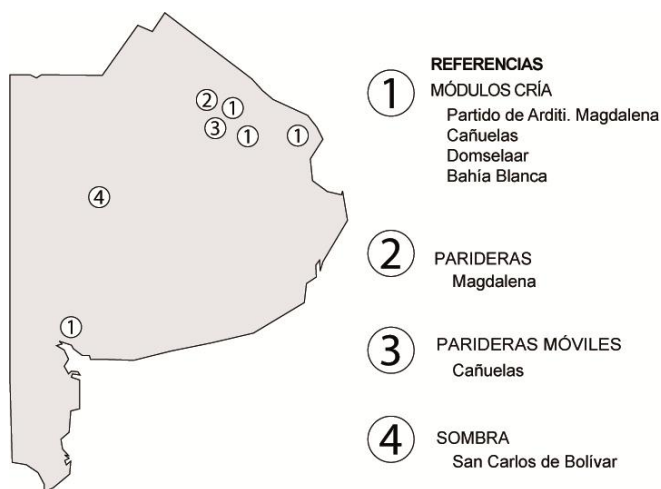 REFERENCIAS
1
MÓDULOS CRÍA
Partido de Arditi. Magdalena
Cañuelas
Domselaar
Bahía Blanca
2
PARIDERAS
Magdalena
3
PARIDERAS MÓVILES
Cañuelas
4
SOMBRA
San Carlos de Bolívar
2
1
3
1
1
4
1